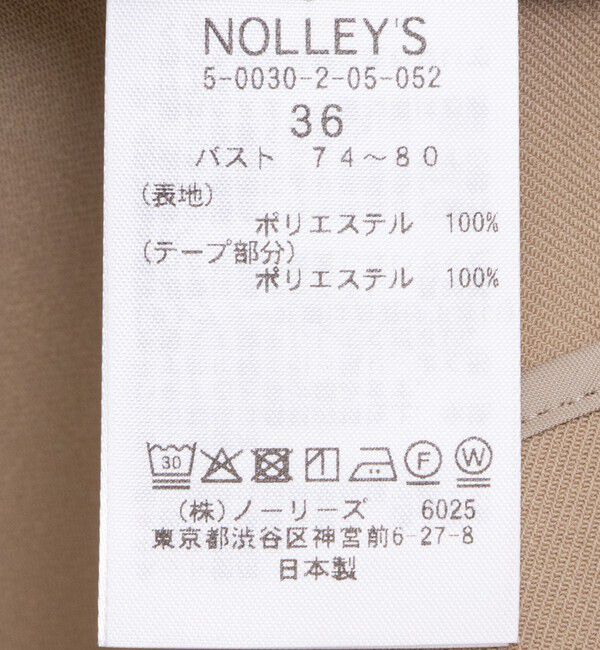 NOLLEY'S
5-0030-2-05-052
36
バスト 74～80
(表地)
ポリエステル 100%
(テープ部分)
ポリエステル 100%
30 F W
(株)ノーリーズ 6025
東京都渋谷区神宮前6-27-8
日本製